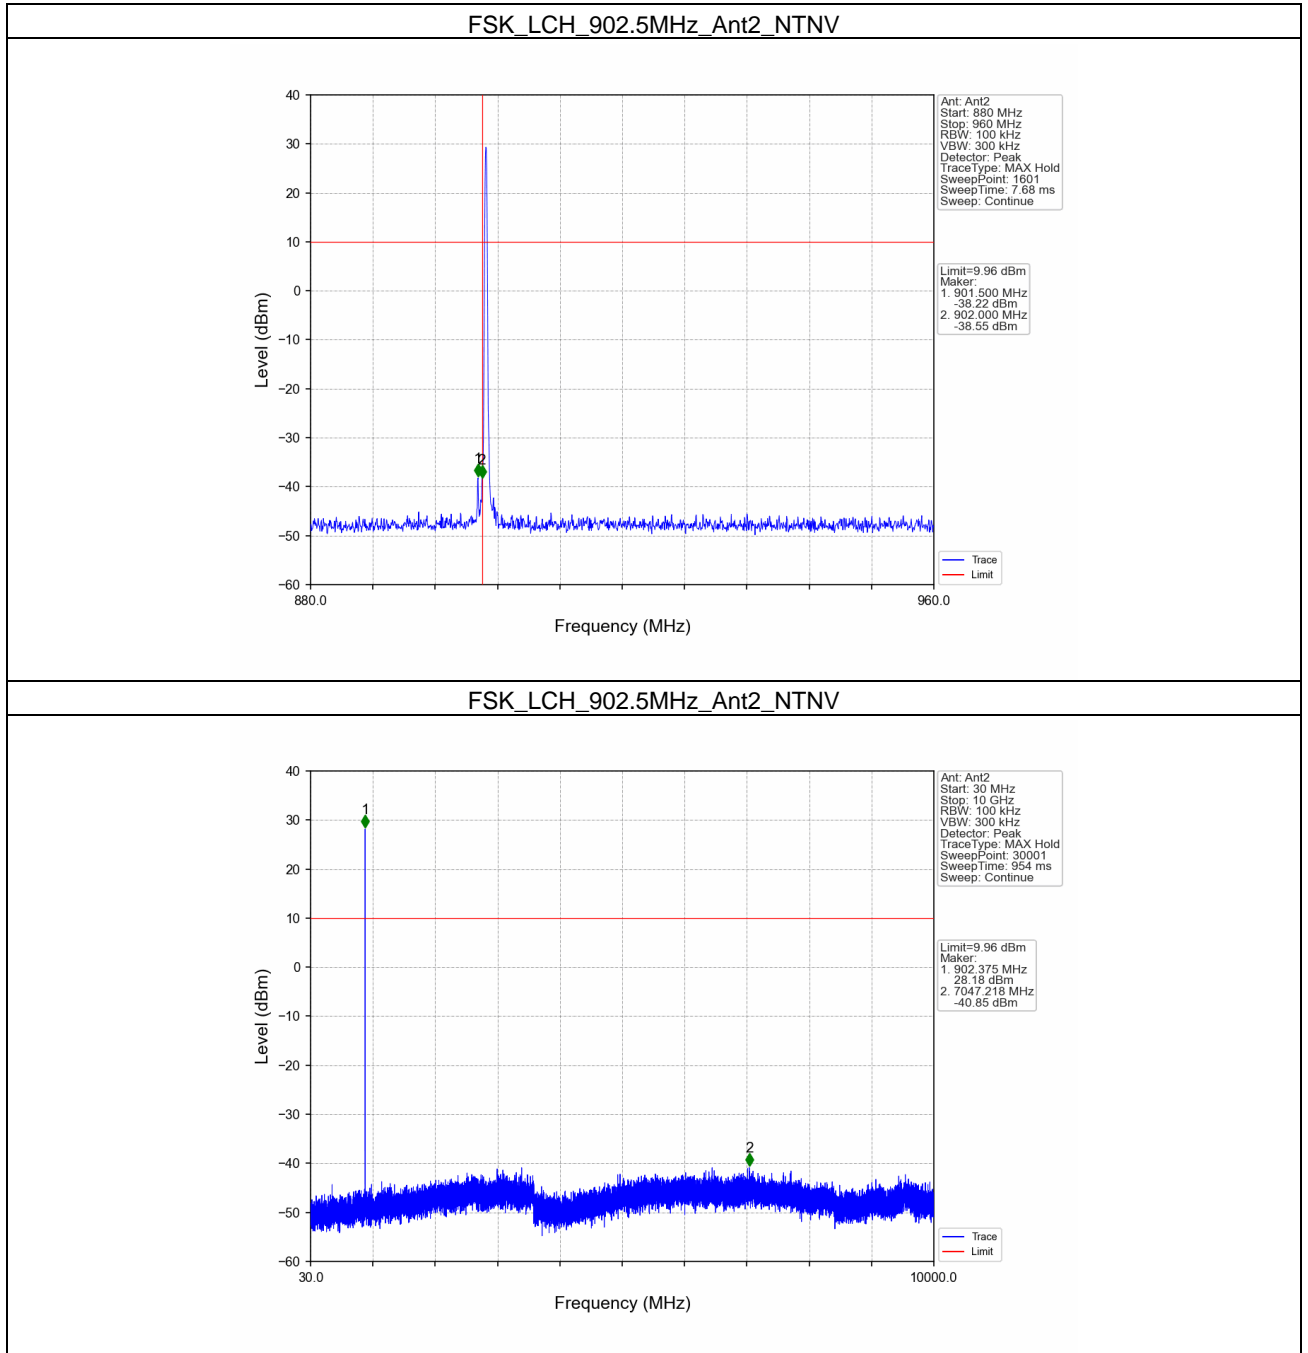 FSK_LCH_902.5MHz_Ant2_NTNV
40
30
20
10
0
−10
−20
−30
−40
−50
−60
Level (dBm)
1
2
880.0
960.0
Frequency (MHz)
Ant: Ant2
Start: 880 MHz
Stop: 960 MHz
RBW: 100 kHz
VBW: 300 kHz
Detector: Peak
TraceType: MAX Hold
SweepPoint: 1601
SweepTime: 7.68 ms
Sweep: Continue
Limit=9.96 dBm
Maker:
1. 901.500 MHz
-38.22 dBm
2. 902.000 MHz
-38.55 dBm
Trace
Limit
FSK_LCH_902.5MHz_Ant2_NTNV
40
30
20
10
0
−10
−20
−30
−40
−50
−60
Level (dBm)
1
2
30.0
10000.0
Frequency (MHz)
Ant: Ant2
Start: 30 MHz
Stop: 10 GHz
RBW: 100 kHz
VBW: 300 kHz
Detector: Peak
TraceType: MAX Hold
SweepPoint: 30001
SweepTime: 954 ms
Sweep: Continue
Limit=9.96 dBm
Maker:
1. 902.375 MHz
28.18 dBm
2. 7047.218 MHz
-40.85 dBm
Trace
Limit